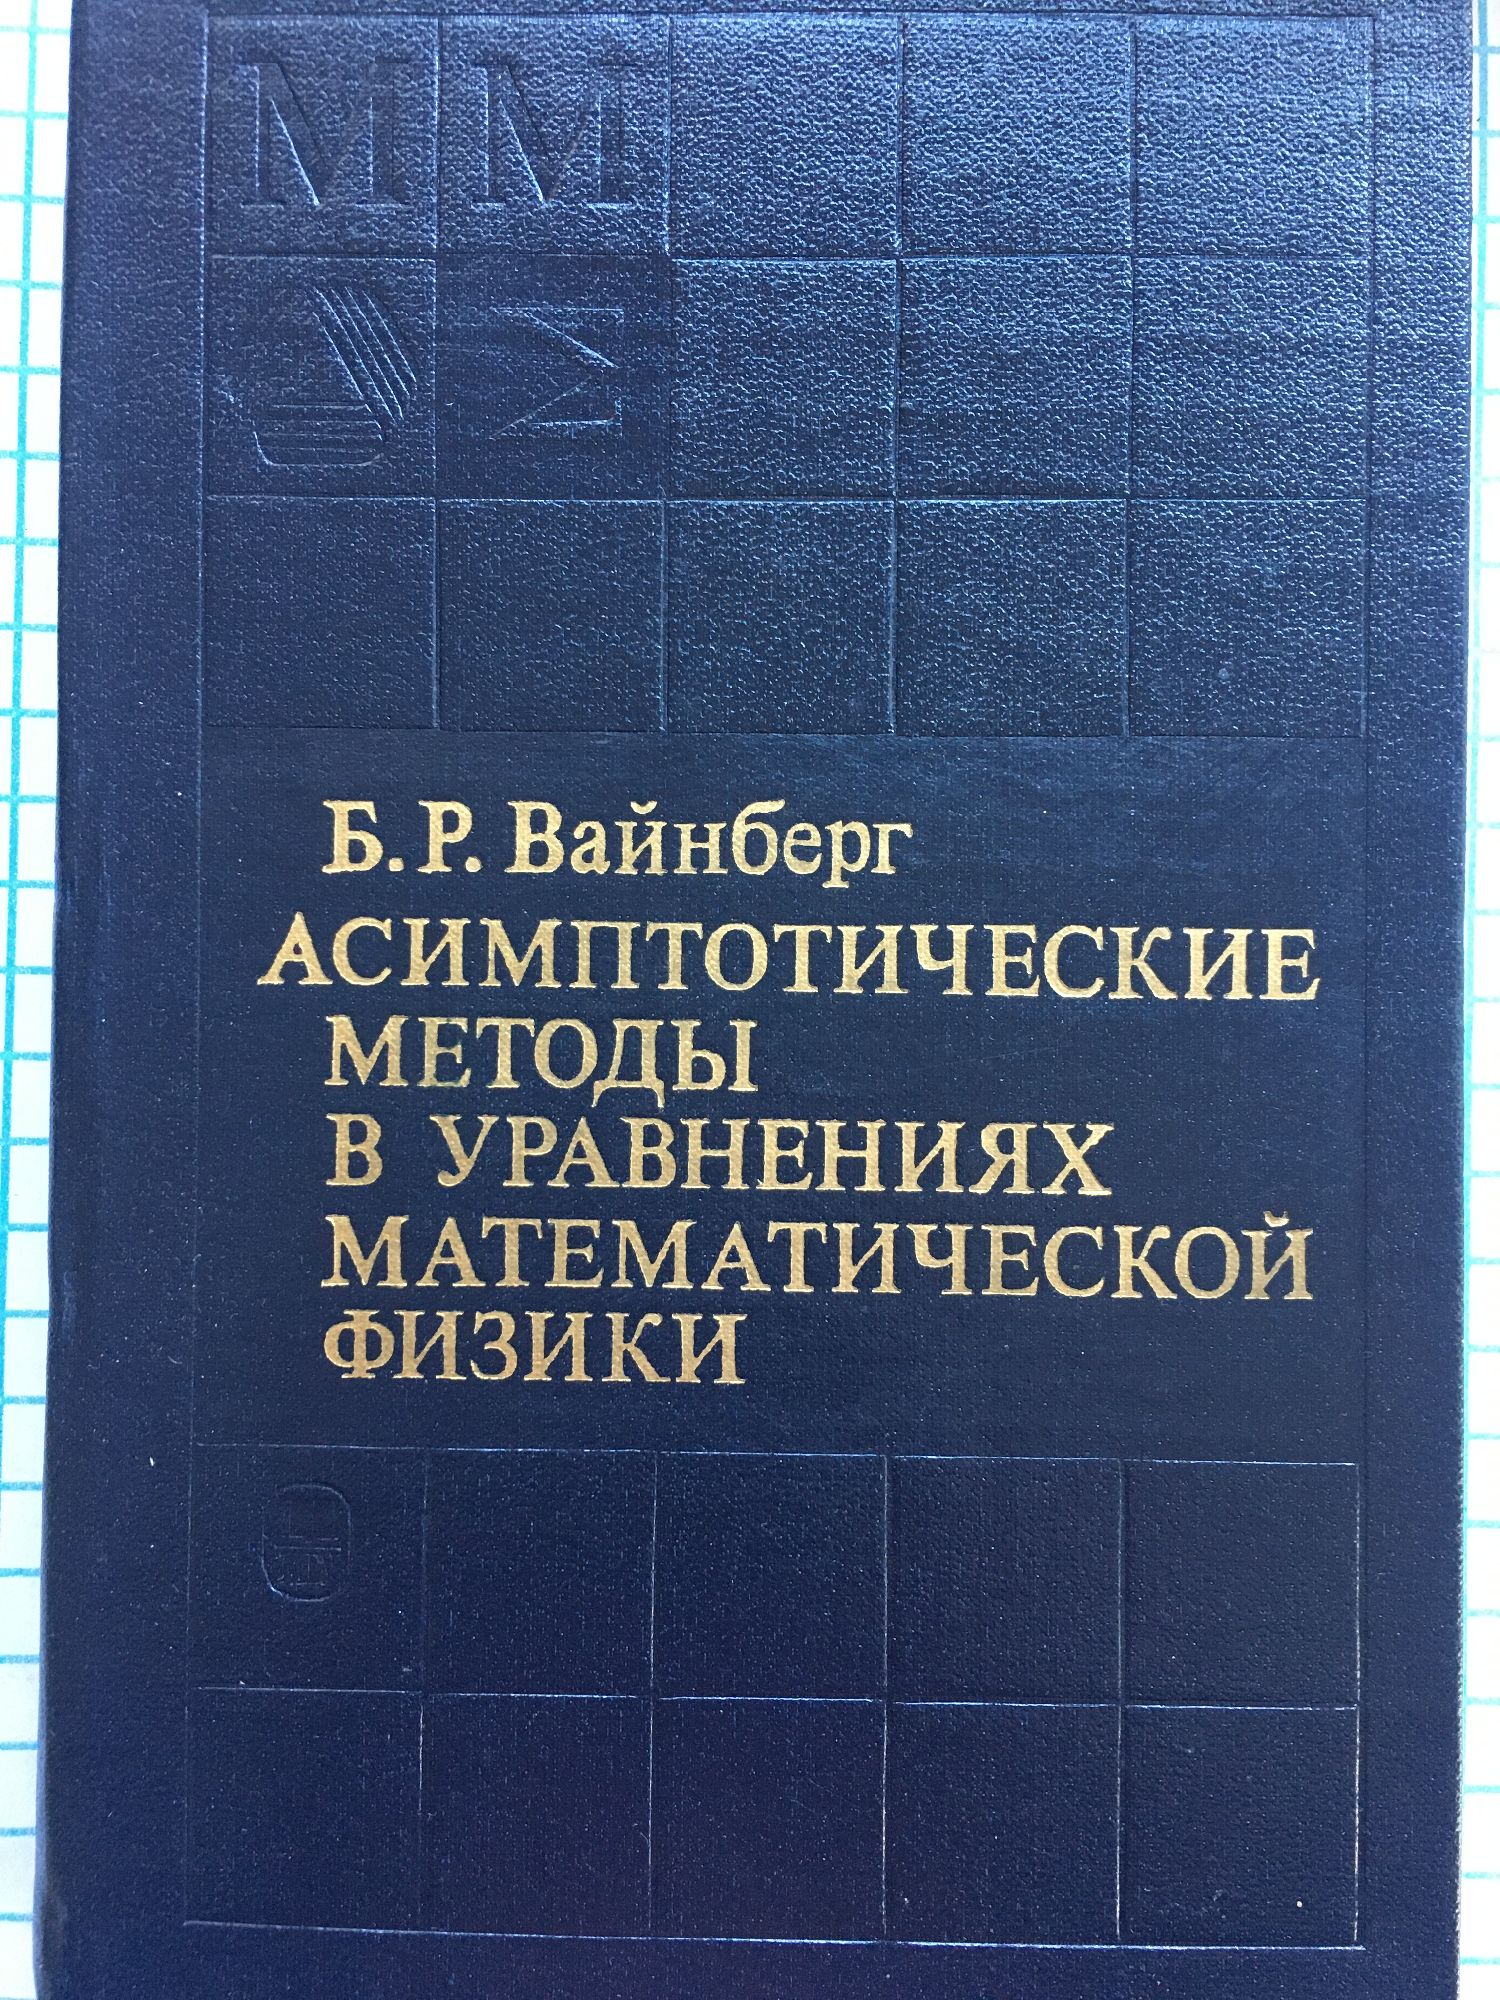 М М
Б. Р. Вайнберг
АСИМПТОТИЧЕСКИЕ
МЕТОДЫ
В УРАВНЕНИЯХ
МАТЕМАТИЧЕСКОЙ
ФИЗИКИ